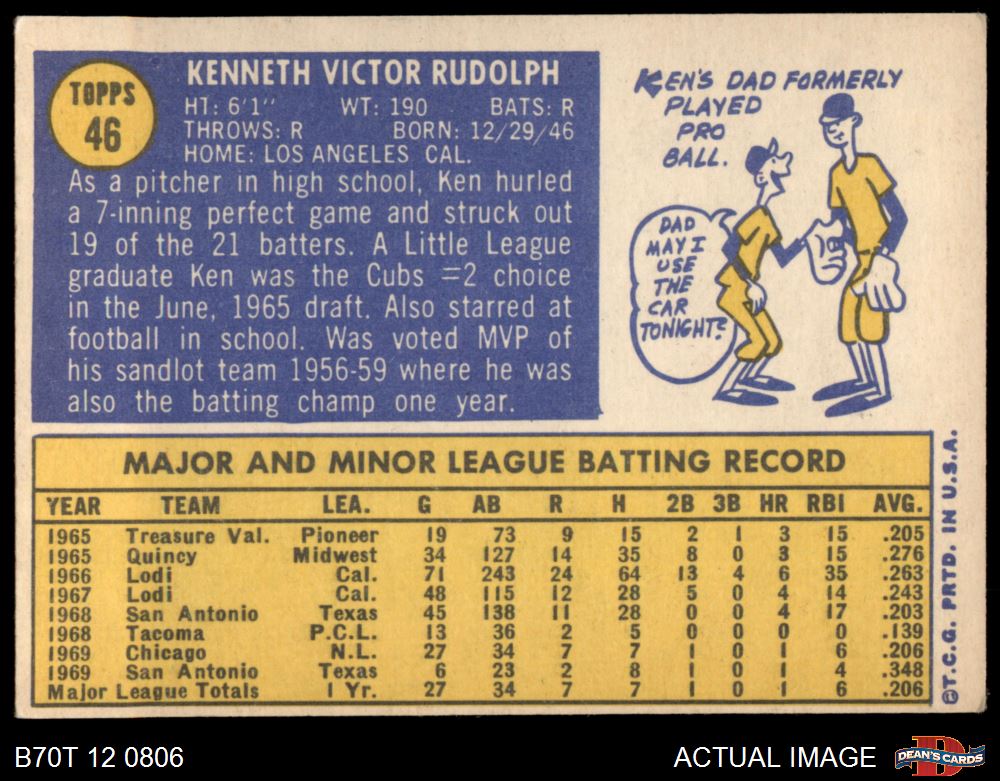 TOPPS
46
KENNETH VICTOR RUDOLPH
HT: 6'1" WT: 190 BATS: R
THROWS: R BORN: 12/29/46
HOME: LOS ANGELES CAL.
As a pitcher in high school, Ken hurled
a 7-inning perfect game and struck out
19 of the 21 batters. A Little League
graduate Ken was the Cubs =2 choice
in the June, 1965 draft. Also starred at
football in school. Was voted MVP of
his sandlot team 1956-59 where he was
also the batting champ one year.
KEN'S DAD FORMERLY
PLAYED
PRO
BALL.
DAD
MAY I
USE
THE
CAR
TONIGHT?
MAJOR AND MINOR LEAGUE BATTING RECORD
YEAR TEAM LEA. G AB R H 2B 3B HR RBI AVG.
1965 Treasure Val. Pioneer 19 73 9 15 2 1 3 15 .205
1965 Quincy Midwest 34 127 14 35 8 0 3 15 .276
1966 Lodi Cal. 71 243 24 64 13 4 6 35 .263
1967 Lodi Cal. 48 115 12 28 5 0 4 14 .243
1968 San Antonio Texas 45 138 11 28 0 0 4 17 .203
1968 Tacoma P.C.L. 13 36 2 5 0 0 0 0 .139
1969 Chicago N.L. 27 34 7 7 1 0 1 6 .206
1969 San Antonio Texas 6 23 2 8 1 0 1 4 .348
Major League Totals 1 Yr. 27 34 7 7 1 0 1 6 .206
©T.C.G. PRTD. IN U.S.A.
B70T 12 0806
ACTUAL IMAGE
D
DEAN'S CARDS